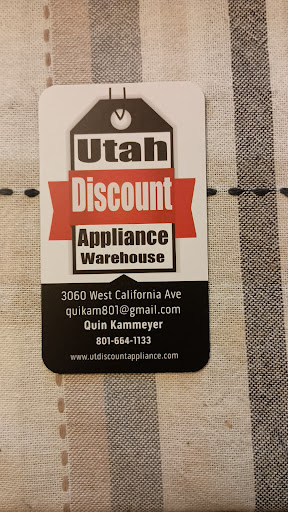 Utah
Discount
Appliance
Warehouse
3060 West California Ave
quikam801@gmail.com
Quin Kammeyer
801-664-1133
www.utdiscountappliance.com